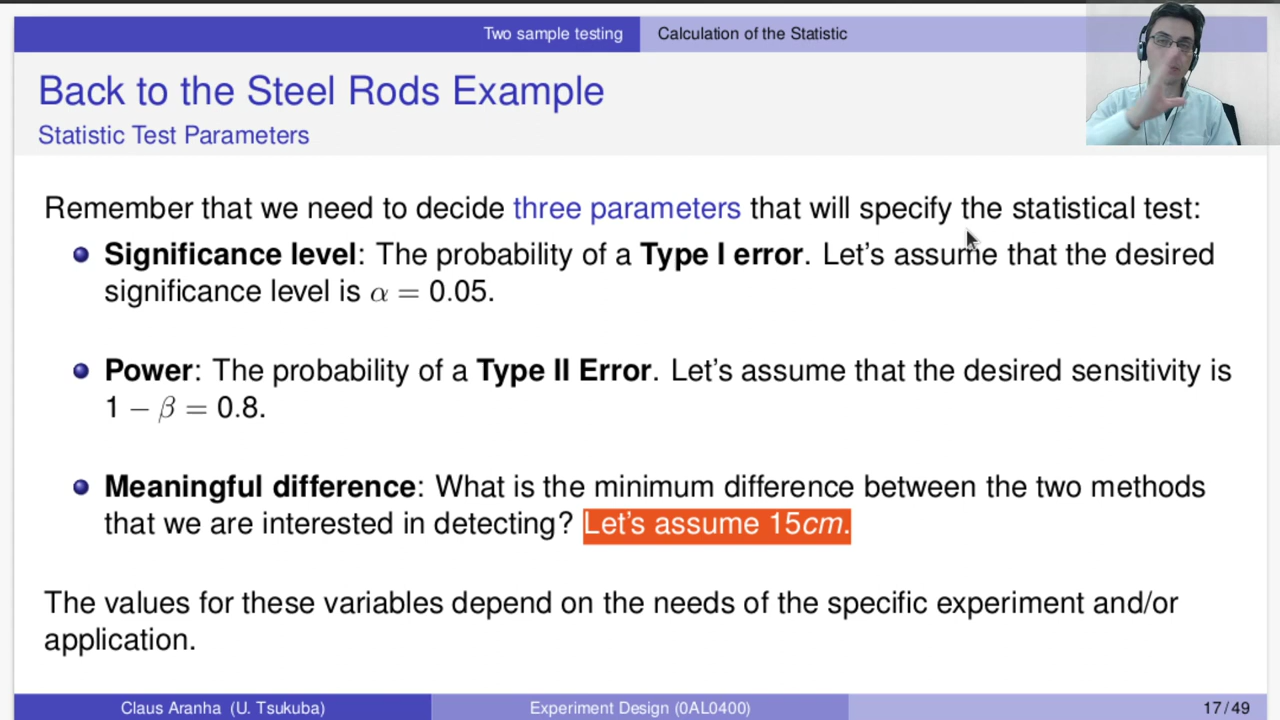 Two sample testing
Calculation of the Statistic
Back to the Steel Rods Example
Statistic Test Parameters
Remember that we need to decide three parameters that will specify the statistical test:
Significance level: The probability of a Type I error. Let's assume that the desired
significance level is α = 0.05.
Power: The probability of a Type II Error. Let's assume that the desired sensitivity is
1 − β = 0.8.
Meaningful difference: What is the minimum difference between the two methods
that we are interested in detecting? Let's assume 15cm.
The values for these variables depend on the needs of the specific experiment and/or
application.
Claus Aranha (U. Tsukuba)
Experiment Design (0AL0400)
17 / 49